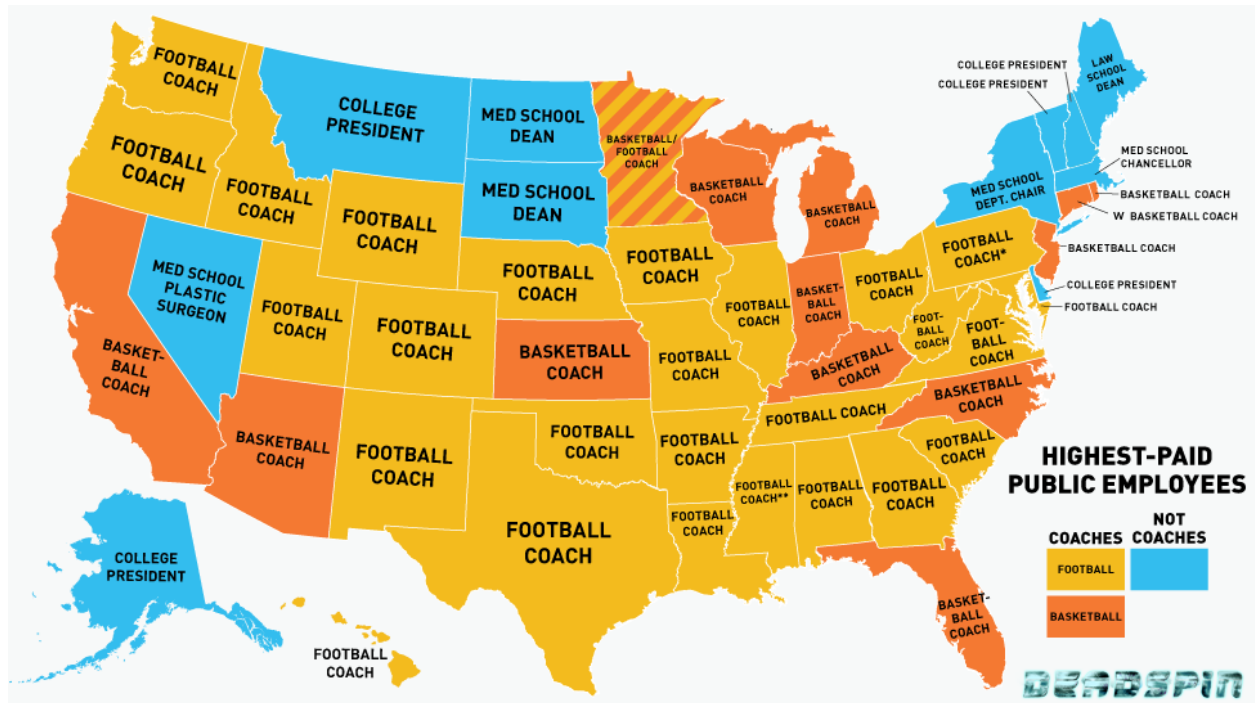 FOOTBALL
COACH
COLLEGE
PRESIDENT
MED SCHOOL
DEAN
BASKETBALL/
FOOTBALL
COACH
COLLEGE PRESIDENT
COLLEGE PRESIDENT
LAW
SCHOOL
DEAN
FOOTBALL
COACH
FOOTBALL
COACH
FOOTBALL
COACH
MED SCHOOL
DEAN
BASKETBALL
COACH
BASKETBALL
COACH
MED SCHOOL
DEPT. CHAIR
MED SCHOOL
CHANCELLOR
BASKETBALL COACH
W BASKETBALL COACH
BASKETBALL COACH
COLLEGE PRESIDENT
FOOTBALL COACH
MED SCHOOL
PLASTIC
SURGEON
FOOTBALL
COACH
FOOTBALL
COACH
FOOTBALL
COACH
FOOTBALL
COACH*
FOOTBALL
COACH
FOOTBALL
COACH
BASKET-
BALL
COACH
FOOTBALL
COACH
FOOT-
BALL
COACH
FOOT-
BALL
COACH
BASKET-
BALL
COACH
FOOTBALL
COACH
BASKETBALL
COACH
FOOTBALL
COACH
BASKETBALL
COACH
BASKETBALL
COACH
BASKETBALL
COACH
FOOTBALL
COACH
FOOTBALL
COACH
FOOTBALL
COACH
FOOTBALL COACH
FOOTBALL
COACH
FOOTBALL
COACH
FOOTBALL
COACH
FOOTBALL
COACH**
FOOTBALL
COACH
FOOTBALL
COACH
BASKET-
BALL
COACH
COLLEGE
PRESIDENT
FOOTBALL
COACH
HIGHEST-PAID
PUBLIC EMPLOYEES
COACHES
NOT
COACHES
FOOTBALL
BASKETBALL
DEADSPIN